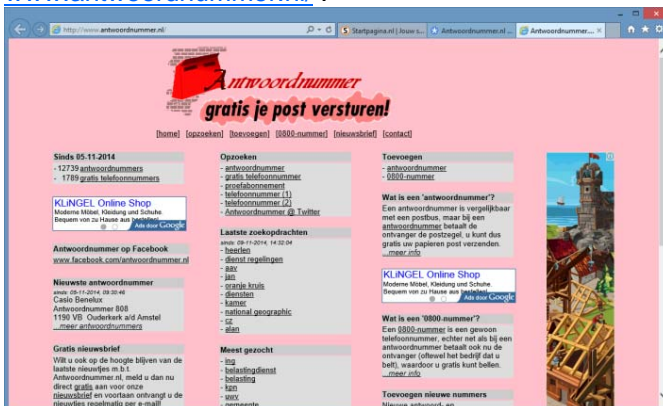 www.antwoordnummer.nl/
http://www.antwoordnummer.nl/
Startpagina.nl | Jouw s...
Antwoordnummer.nl ...
Antwoordnummer....
Antwoordnummer
gratis je post versturen!
[home] [opzoeken] [toevoegen] [0800-nummer] [nieuwsbrief] [contact]
Sinds 05-11-2014
- 12739 antwoordnummers
- 1789 gratis telefoonnummers
KLiNGEL Online Shop
Moderne Möbel, Kleidung und Schuhe.
Bequem von zu Hause aus bestellen!
Ads door Google
Antwoordnummer op Facebook
www.facebook.com/antwoordnummer.nl
Nieuwste antwoordnummer
Casio Benelux
Antwoordnummer 808
1190 VB Ouderkerk a/d Amstel
...meer antwoordnummers
Gratis nieuwsbrief
Wilt u ook op de hoogte blijven van de
laatste nieuwtjes m.b.t.
Antwoordnummer.nl, meld u dan nu
direct gratis aan voor onze
nieuwsbrief en voortaan ontvangt u de
nieuwtjes regelmatig per e-mail!
Opzoeken
- antwoordnummer
- gratis telefoonnummer
- proefabonnement
- telefoonnummer (1)
- telefoonnummer (2)
- Antwoordnummer @ Twitter
Laatste zoekopdrachten
sinds: 09-11-2014, 14:32:04
- heerlen
- dienst regelingen
- aav
- jan
- oranje kruis
- diensten
- kamer
- national geographic
- cz
- alan
Meest gezocht
- ing
- belastingdienst
- belasting
- kpn
- uwv
- gemeente
Toevoegen
- antwoordnummer
- 0800-nummer
Wat is een 'antwoordnummer'?
Een antwoordnummer is vergelijkbaar
met een postbus, maar bij een
antwoordnummer betaalt de
ontvanger de postzegel, u kunt dus
gratis uw papieren post verzenden.
...meer info
KLiNGEL Online Shop
Moderne Möbel, Kleidung und Schuhe.
Bequem von zu Hause aus bestellen!
Ads door Google
Wat is een '0800-nummer'?
Een 0800-nummer is een gewoon
telefoonnummer, echter net als bij een
antwoordnummer betaalt ook nu de
ontvanger (oftewel het bedrijf dat u
belt), waardoor u gratis kunt bellen.
...meer info
Toevoegen nieuwe nummers
Nieuwe antwoord- en